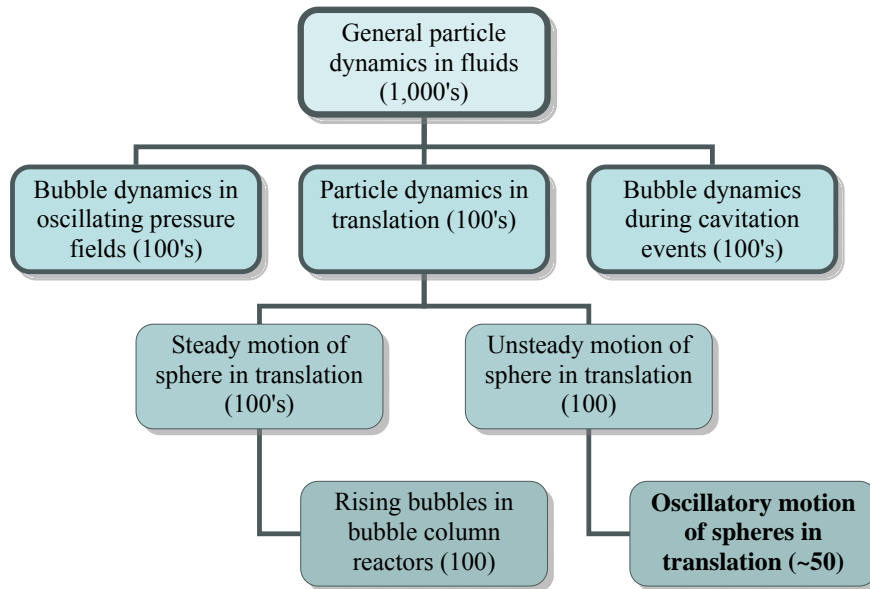 General particle
dynamics in fluids
(1,000's)
Bubble dynamics in
oscillating pressure
fields (100's)
Particle dynamics in
translation (100's)
Bubble dynamics
during cavitation
events (100's)
Steady motion of
sphere in translation
(100's)
Unsteady motion of
sphere in translation
(100)
Rising bubbles in
bubble column
reactors (100)
Oscillatory motion
of spheres in
translation (~50)